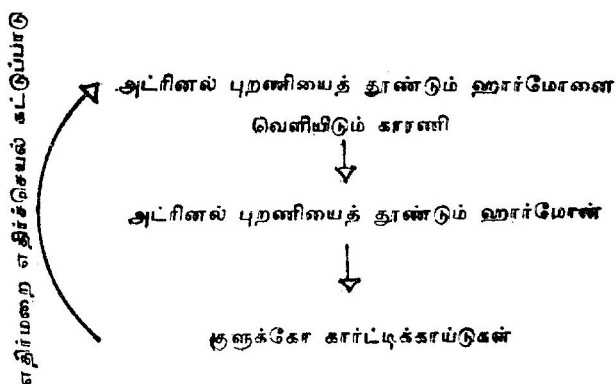 எதிர்மறை எதிர்ச்செயல் கட்டுப்பாடு
அட்ரினல் புறணியைத் தூண்டும் ஹார்மோனை
வெளியிடும் காரணி
அட்ரினல் புறணியைத் தூண்டும் ஹார்மோன்
குளுக்கோ கார்ட்டிக்காய்டுகள்